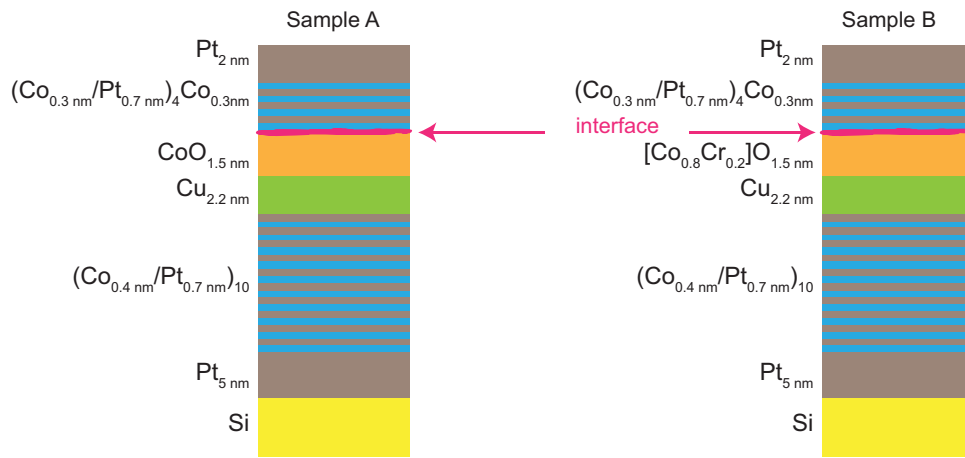 Sample A
Pt2 nm
(Co0.3 nm/Pt0.7 nm)4Co0.3nm
CoO1.5 nm
Cu2.2 nm
(Co0.4 nm/Pt0.7 nm)10
Pt5 nm
Si
interface
Sample B
Pt2 nm
(Co0.3 nm/Pt0.7 nm)4Co0.3nm
[Co0.8Cr0.2]O1.5 nm
Cu2.2 nm
(Co0.4 nm/Pt0.7 nm)10
Pt5 nm
Si